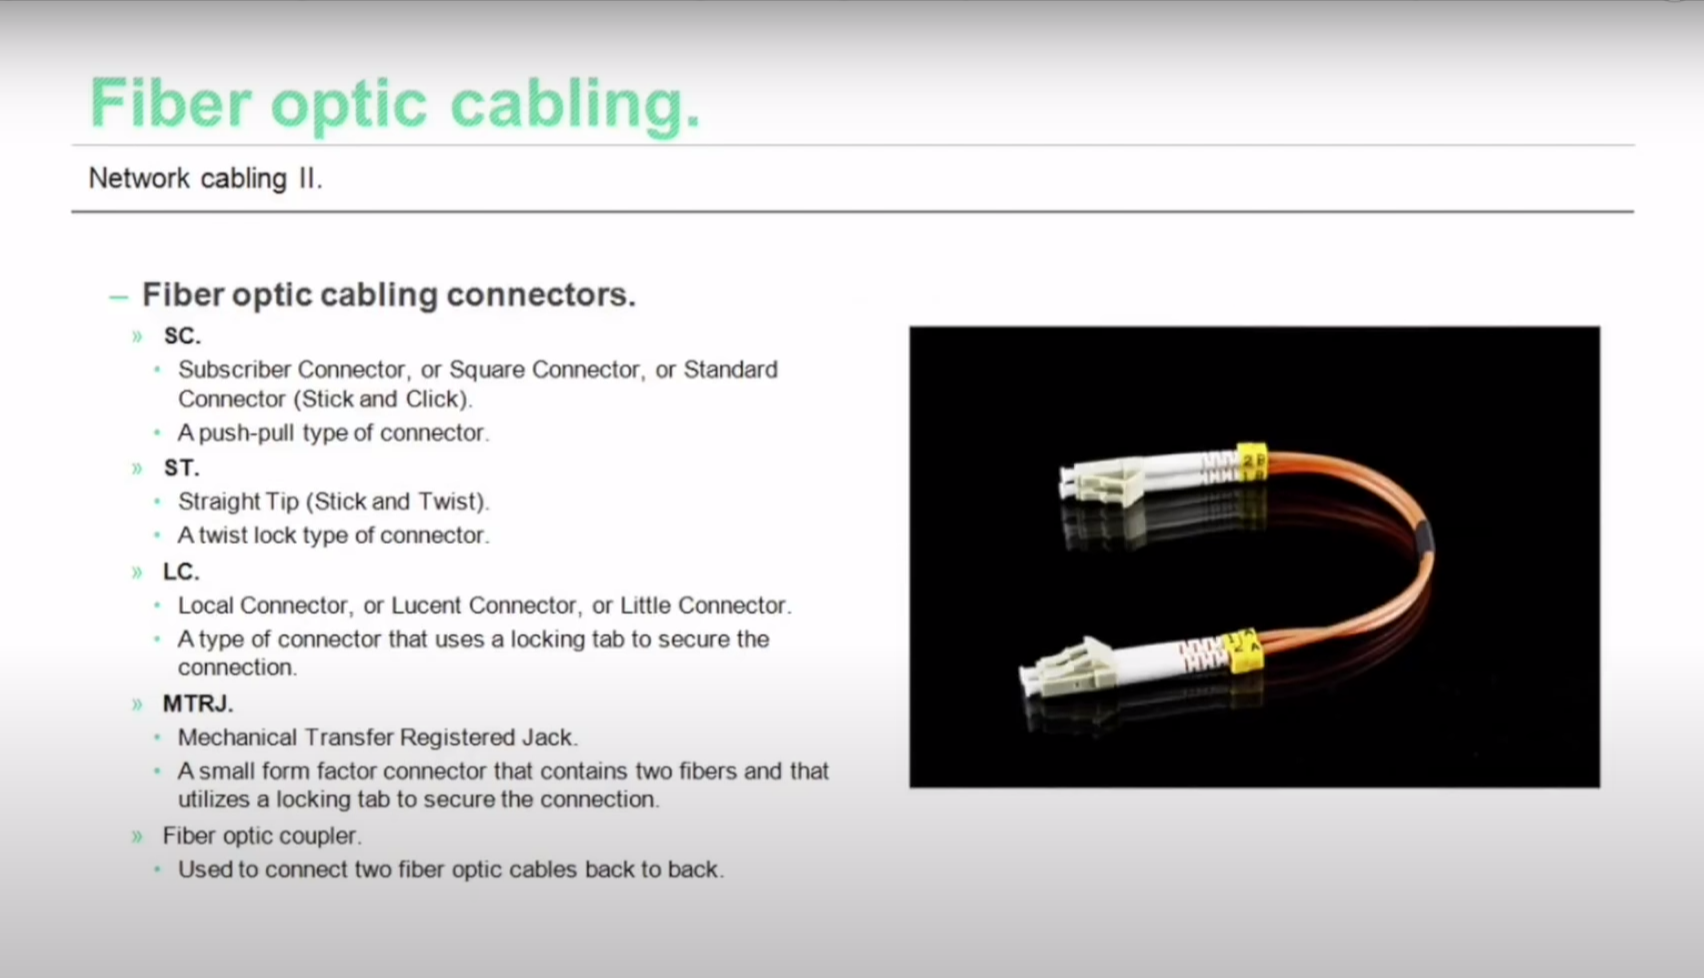 Fiber optic cabling.
Network cabling II.
– Fiber optic cabling connectors.
» SC.
• Subscriber Connector, or Square Connector, or Standard
Connector (Stick and Click).
• A push-pull type of connector.
» ST.
• Straight Tip (Stick and Twist).
• A twist lock type of connector.
» LC.
• Local Connector, or Lucent Connector, or Little Connector.
• A type of connector that uses a locking tab to secure the
connection.
» MTRJ.
• Mechanical Transfer Registered Jack.
• A small form factor connector that contains two fibers and that
utilizes a locking tab to secure the connection.
» Fiber optic coupler.
• Used to connect two fiber optic cables back to back.